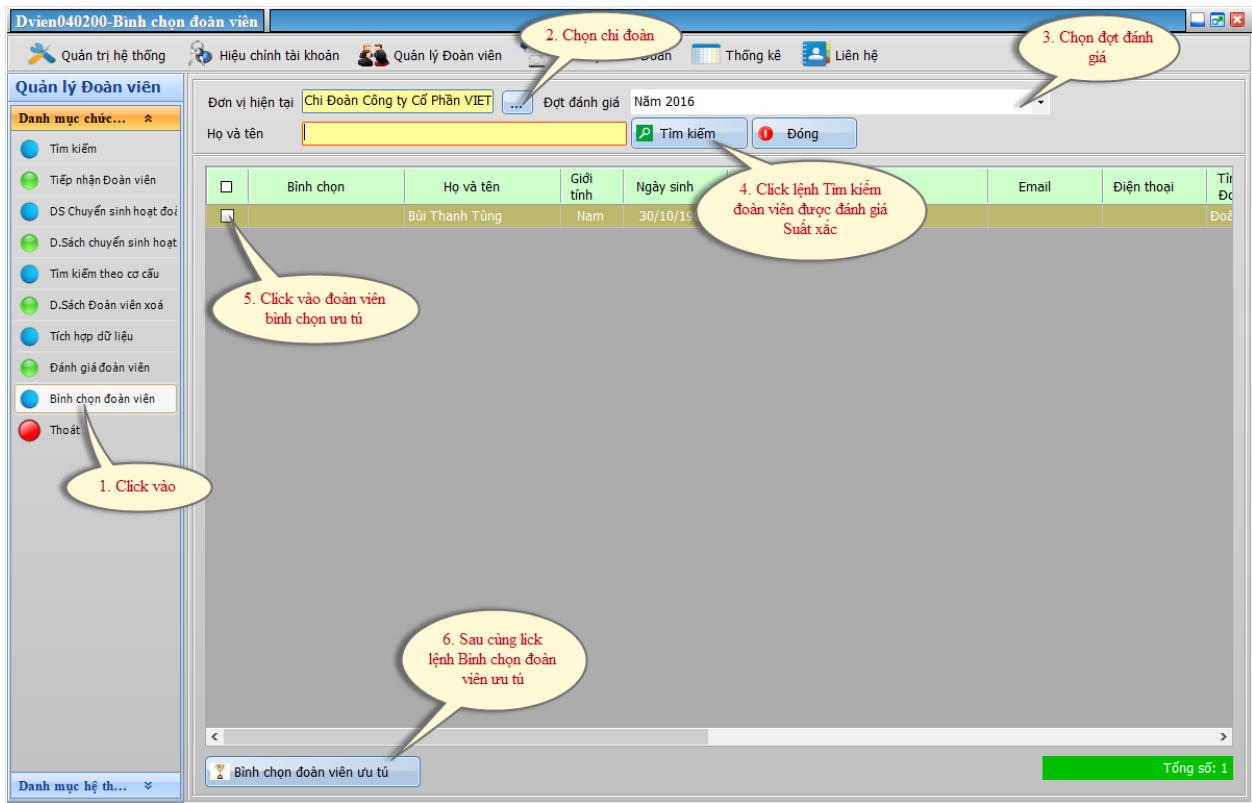 Dvien040200-Bình chọn đoàn viên
Quản trị hệ thống
Hiệu chỉnh tài khoản
Quản lý Đoàn viên
Đoàn
Thống kê
Liên hệ
2. Chọn chi đoàn
3. Chọn đợt đánh
giá
Quản lý Đoàn viên
Danh mục chức...
Tìm kiếm
Tiếp nhận Đoàn viên
DS Chuyển sinh hoạt đoà
D.Sách chuyển sinh hoạt
Tìm kiếm theo cơ cấu
D.Sách Đoàn viên xoá
Tích hợp dữ liệu
Đánh giá đoàn viên
Bình chọn đoàn viên
Thoát
1. Click vào
Danh mục hệ th...
Đơn vị hiện tại Chi Đoàn Công ty Cổ Phần VIET ... Đợt đánh giá Năm 2016
Họ và tên Tìm kiếm Đóng
Bình chọn Họ và tên Giới tính Ngày sinh Email Điện thoại
Bùi Thanh Tùng Nam 30/10/19
4. Click lệnh Tìm kiếm
đoàn viên được đánh giá
Suất xắc
5. Click vào đoàn viên
bình chọn ưu tú
6. Sau cùng lick
lệnh Bình chọn đoàn
viên ưu tú
Bình chọn đoàn viên ưu tú
Tổng số: 1